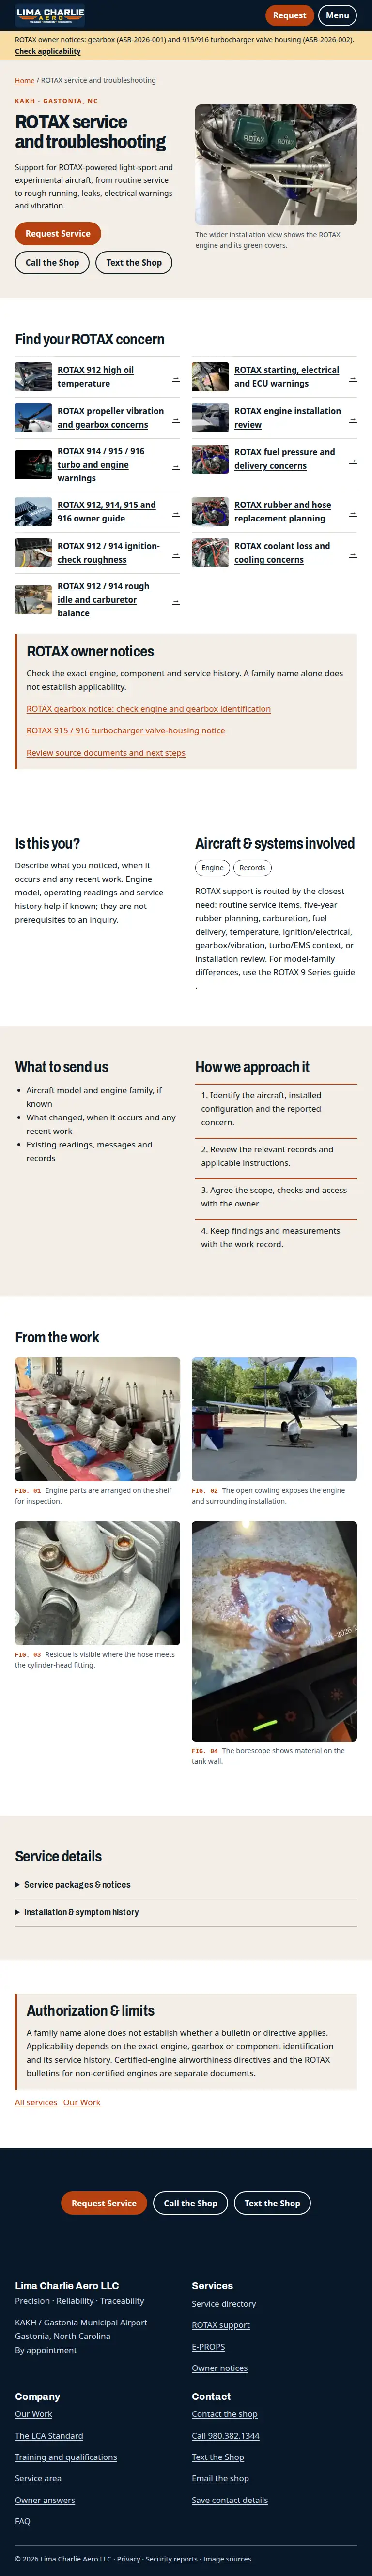 LIMA CHARLIE
AERO
Request
Menu
ROTAX owner notices: gearbox (ASB-2026-001) and 915/916 turbocharger valve housing (ASB-2026-002).
Check applicability
Home / ROTAX service and troubleshooting
KAKH · GASTONIA, NC
ROTAX service
and troubleshooting
Support for ROTAX-powered light-sport and
experimental aircraft, from routine service
to rough running, leaks, electrical warnings
and vibration.
Request Service
Call the Shop
Text the Shop
The wider installation view shows the ROTAX
engine and its green covers.
Find your ROTAX concern
ROTAX 912 high oil
temperature
→
ROTAX starting, electrical
and ECU warnings
→
ROTAX propeller vibration
and gearbox concerns
→
ROTAX engine installation
review
→
ROTAX 914 / 915 / 916
turbo and engine
warnings
→
ROTAX fuel pressure and
delivery concerns
→
ROTAX 912, 914, 915 and
916 owner guide
→
ROTAX rubber and hose
replacement planning
→
ROTAX 912 / 914 ignition-
check roughness
→
ROTAX coolant loss and
cooling concerns
→
ROTAX 912 / 914 rough
idle and carburetor
balance
→
ROTAX owner notices
Check the exact engine, component and service history. A family name alone does
not establish applicability.
ROTAX gearbox notice: check engine and gearbox identification
ROTAX 915 / 916 turbocharger valve-housing notice
Review source documents and next steps
Is this you?
Describe what you noticed, when it
occurs and any recent work. Engine
model, operating readings and service
history help if known; they are not
prerequisites to an inquiry.
Aircraft & systems involved
Engine
Records
ROTAX support is routed by the closest
need: routine service items, five-year
rubber planning, carburetion, fuel
delivery, temperature, ignition/electrical,
gearbox/vibration, turbo/EMS context, or
installation review. For model-family
differences, use the ROTAX 9 Series guide
.
What to send us
Aircraft model and engine family, if
known
What changed, when it occurs and any
recent work
Existing readings, messages and
records
How we approach it
1. Identify the aircraft, installed
configuration and the reported
concern.
2. Review the relevant records and
applicable instructions.
3. Agree the scope, checks and access
with the owner.
4. Keep findings and measurements
with the work record.
From the work
FIG. 01 Engine parts are arranged on the shelf
for inspection.
FIG. 02 The open cowling exposes the engine
and surrounding installation.
FIG. 03 Residue is visible where the hose meets
the cylinder-head fitting.
FIG. 04 The borescope shows material on the
tank wall.
Service details
Service packages & notices
Installation & symptom history
Authorization & limits
A family name alone does not establish whether a bulletin or directive applies.
Applicability depends on the exact engine, gearbox or component identification
and its service history. Certified-engine airworthiness directives and the ROTAX
bulletins for non-certified engines are separate documents.
All services Our Work
Request Service
Call the Shop
Text the Shop
Lima Charlie Aero LLC
Precision · Reliability · Traceability
KAKH / Gastonia Municipal Airport
Gastonia, North Carolina
By appointment
Services
Service directory
ROTAX support
E-PROPS
Owner notices
Company
Our Work
The LCA Standard
Training and qualifications
Service area
Owner answers
FAQ
Contact
Contact the shop
Call 980.382.1344
Text the Shop
Email the shop
Save contact details
© 2026 Lima Charlie Aero LLC · Privacy · Security reports · Image sources